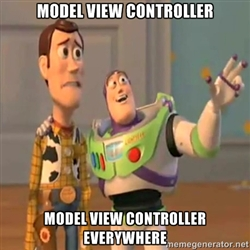 MODEL VIEW CONTROLLER
MODEL VIEW CONTROLLER
EVERYWHERE
memegenerator.net